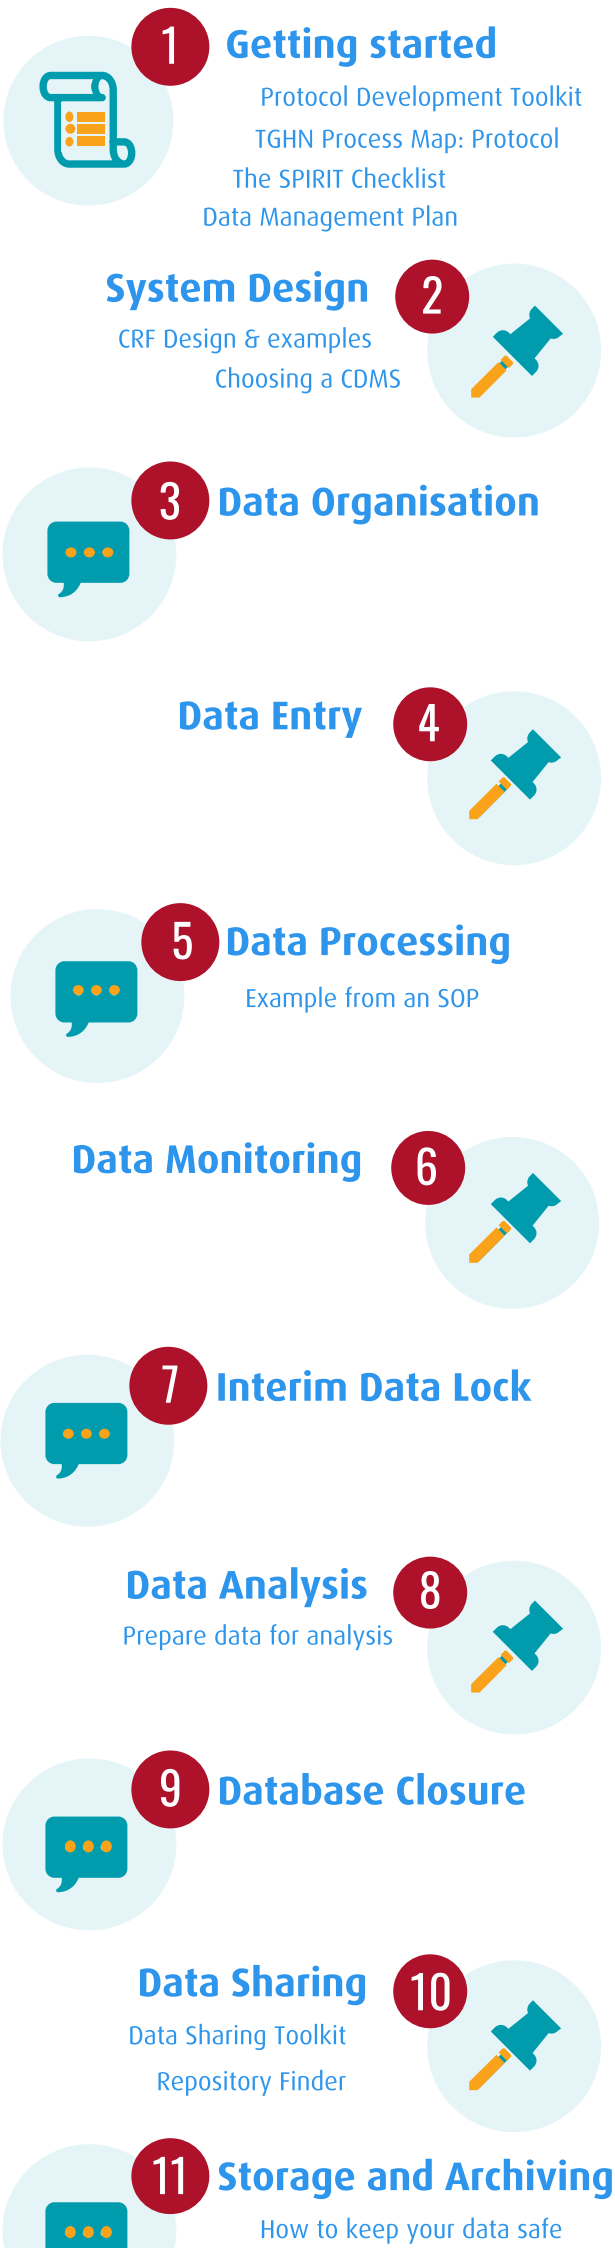 1 Getting started
Protocol Development Toolkit
TGHN Process Map: Protocol
The SPIRIT Checklist
Data Management Plan
System Design 2
CRF Design & examples
Choosing a CDMS
3 Data Organisation
Data Entry 4
5 Data Processing
Example from an SOP
Data Monitoring 6
7 Interim Data Lock
Data Analysis 8
Prepare data for analysis
9 Database Closure
Data Sharing 10
Data Sharing Toolkit
Repository Finder
11 Storage and Archiving
How to keep your data safe